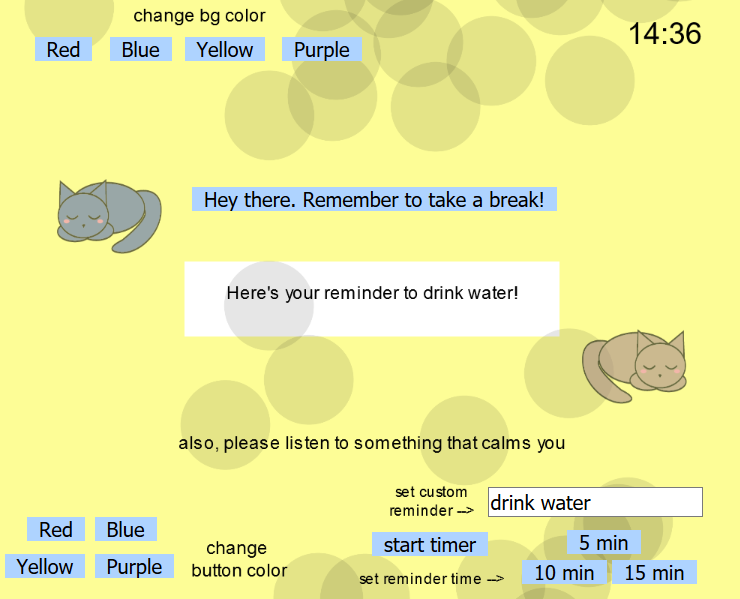 change bg color
14:36
Red Blue Yellow Purple
Hey there. Remember to take a break!
Here's your reminder to drink water!
also, please listen to something that calms you
set custom
reminder -->
drink water
Red Blue
Yellow Purple
change
button color
start timer
5 min
set reminder time -->
10 min 15 min